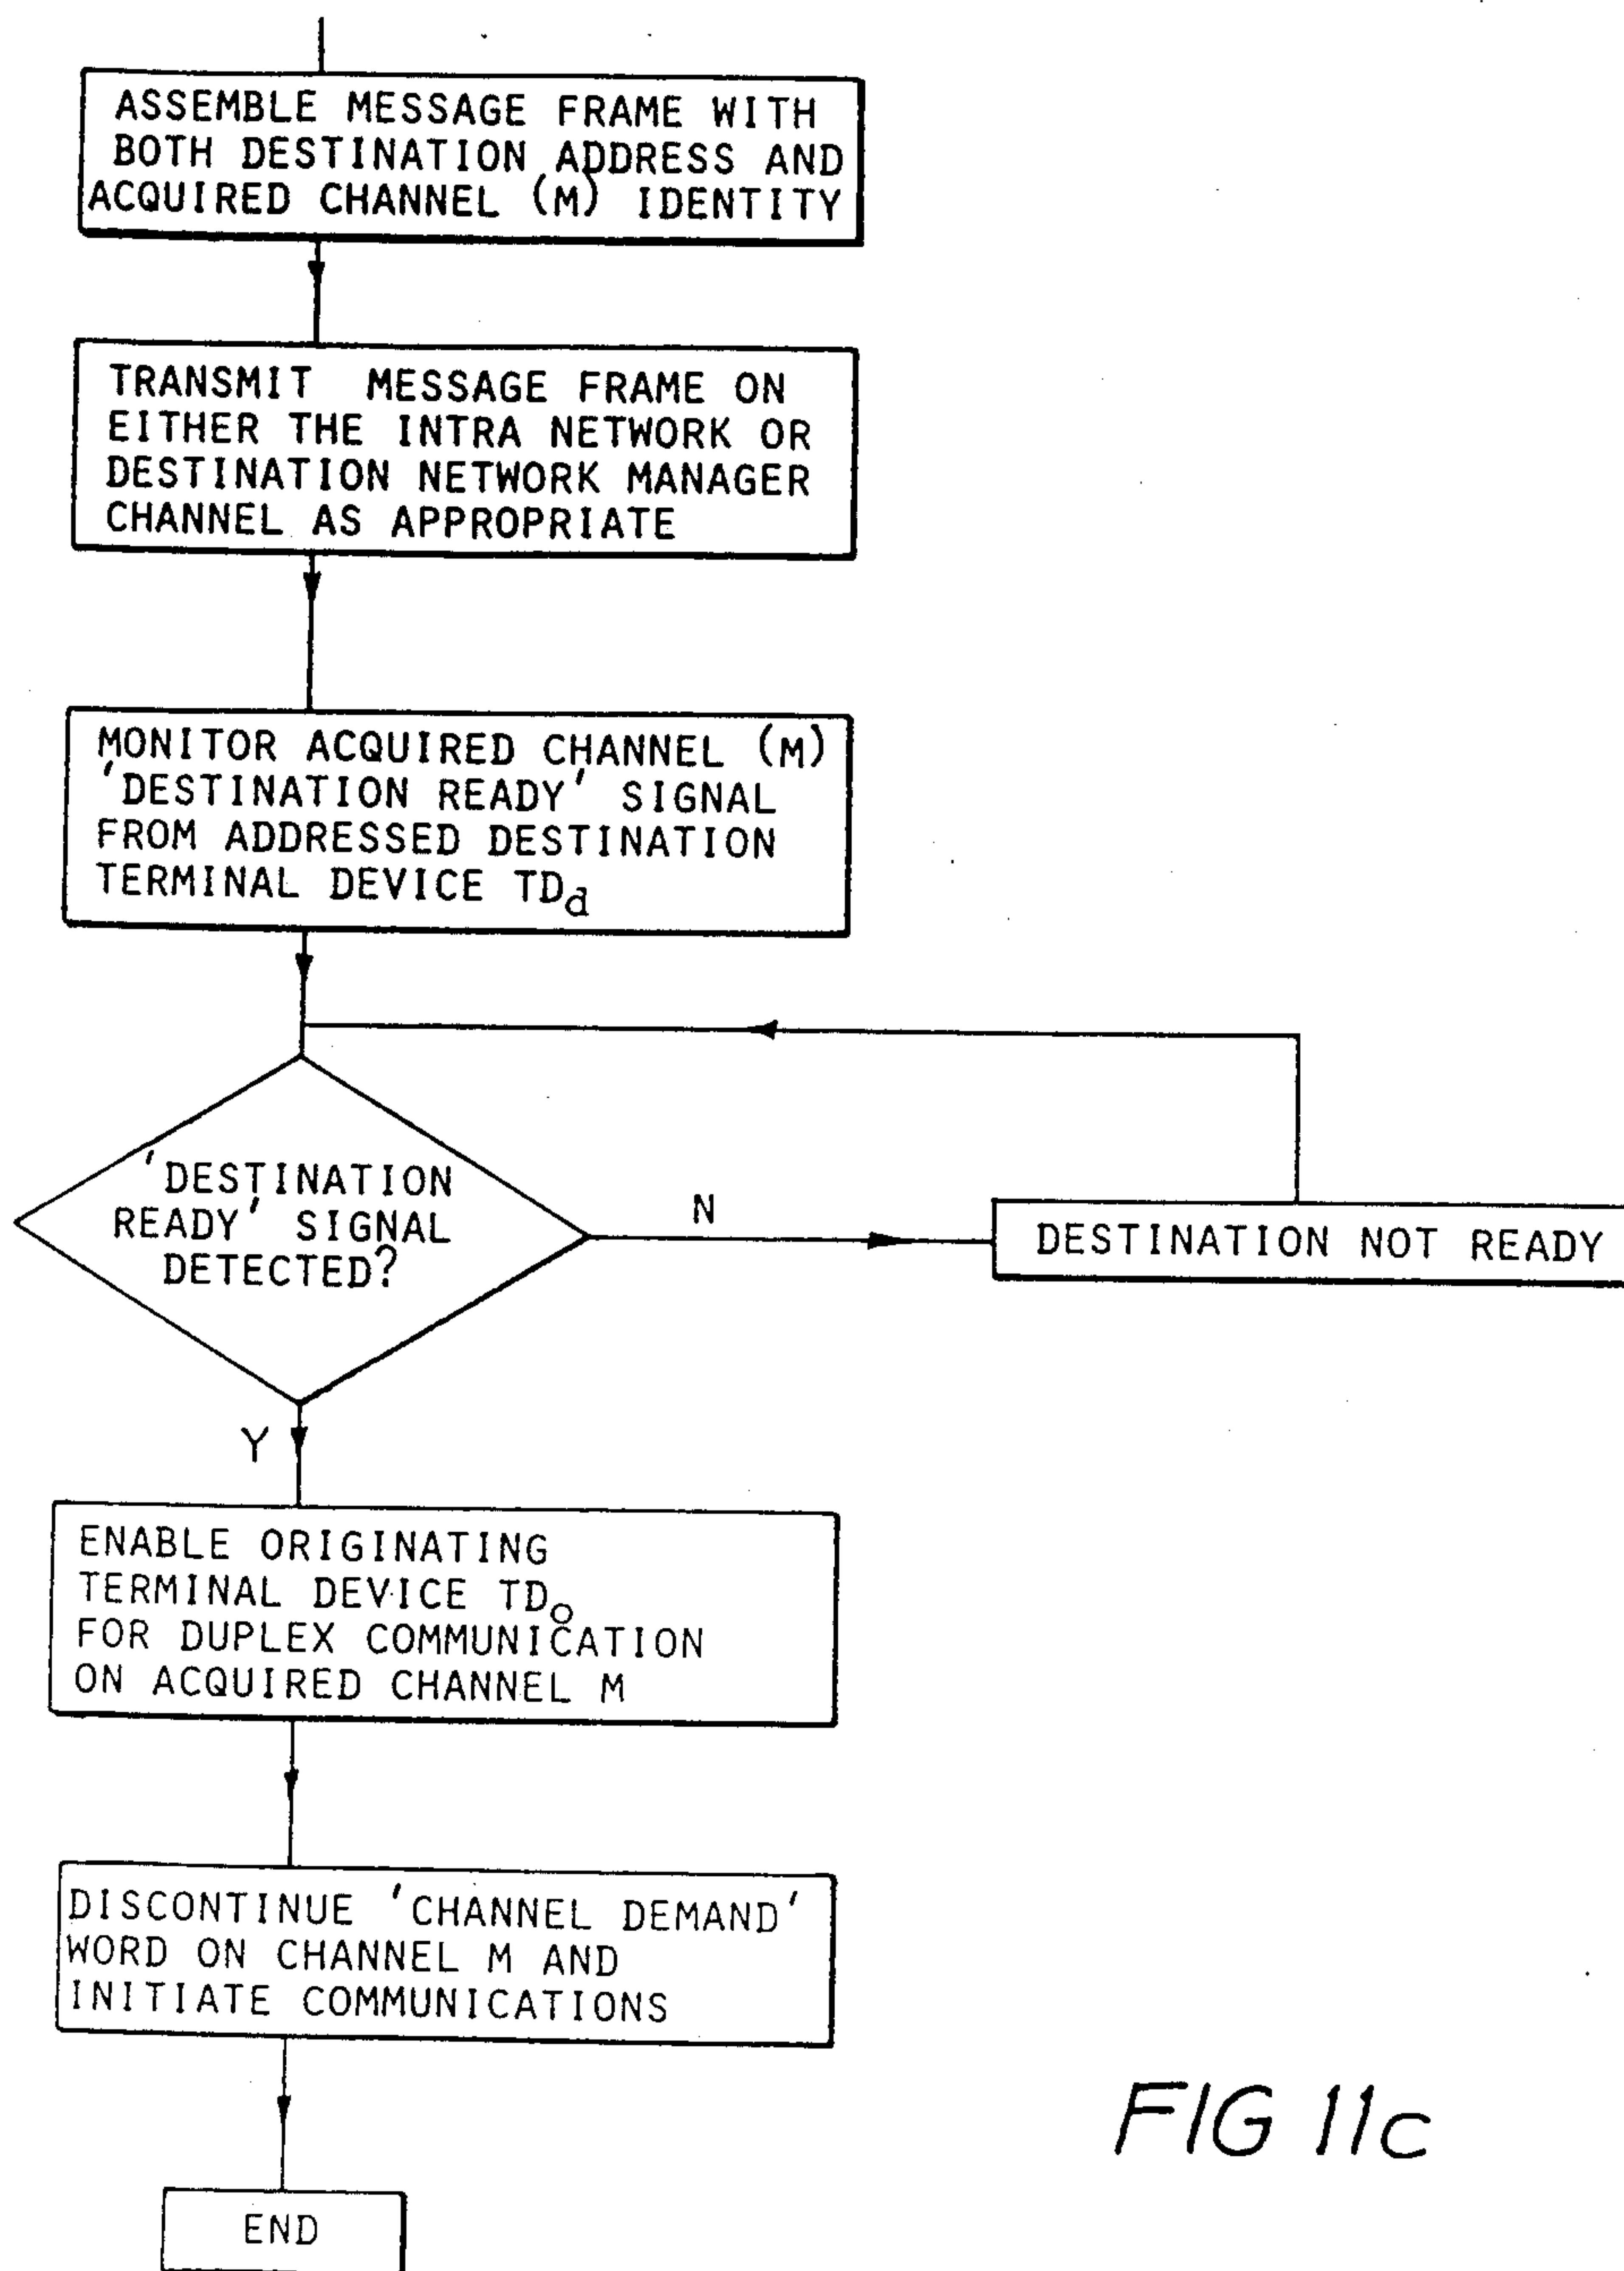 ASSEMBLE MESSAGE FRAME WITH
BOTH DESTINATION ADDRESS AND
ACQUIRED CHANNEL (M) IDENTITY
TRANSMIT MESSAGE FRAME ON
EITHER THE INTRA NETWORK OR
DESTINATION NETWORK MANAGER
CHANNEL AS APPROPRIATE
MONITOR ACQUIRED CHANNEL (M)
'DESTINATION READY' SIGNAL
FROM ADDRESSED DESTINATION
TERMINAL DEVICE TDd
'DESTINATION
READY' SIGNAL
DETECTED?
N
DESTINATION NOT READY
Y
ENABLE ORIGINATING
TERMINAL DEVICE TDO
FOR DUPLEX COMMUNICATION
ON ACQUIRED CHANNEL M
DISCONTINUE 'CHANNEL DEMAND'
WORD ON CHANNEL M AND
INITIATE COMMUNICATIONS
END
FIG 11c